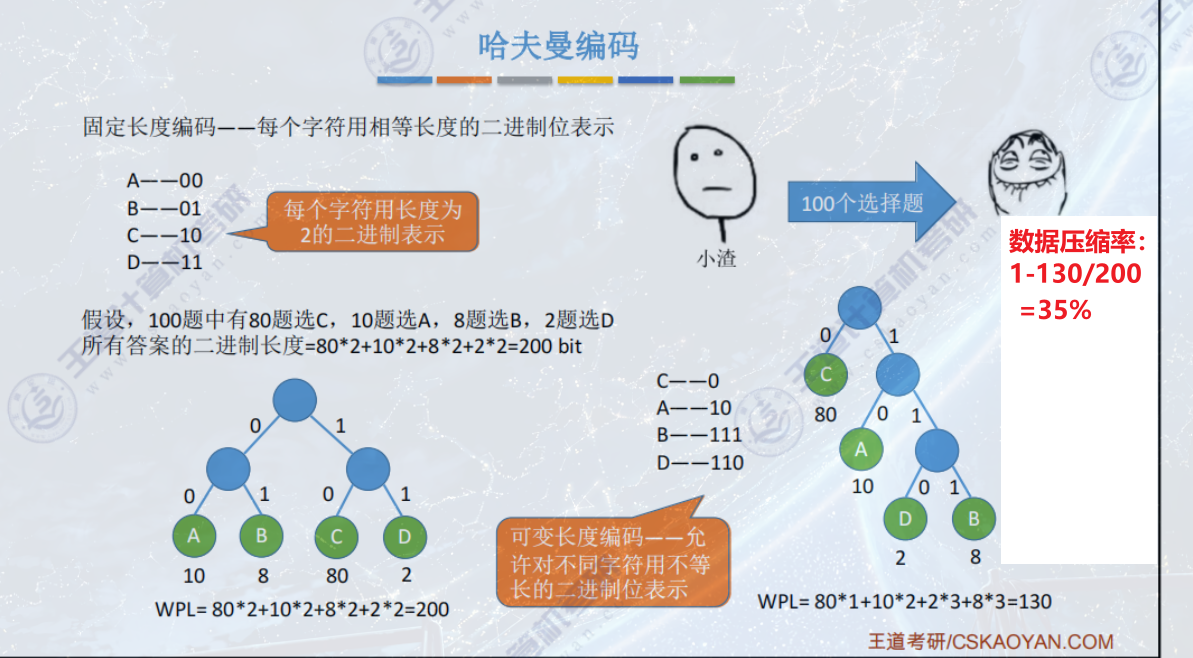 哈夫曼编码
固定长度编码——每个字符用相等长度的二进制位表示
A——00
B——01
C——10
D——11
每个字符用长度为
2的二进制表示
小渣
100个选择题
数据压缩率：
1-130/200
=35%
假设，100题中有80题选C，10题选A，8题选B，2题选D
所有答案的二进制长度=80*2+10*2+8*2+2*2=200 bit
0 1
0 1 0 1
A B C D
10 8 80 2
WPL= 80*2+10*2+8*2+2*2=200
C——0
A——10
B——111
D——110
可变长度编码——允
许对不同字符用不等
长的二进制位表示
0 1
C
80 0 1
A
10 0 1
D B
2 8
WPL= 80*1+10*2+2*3+8*3=130
王道考研/CSKAOYAN.COM